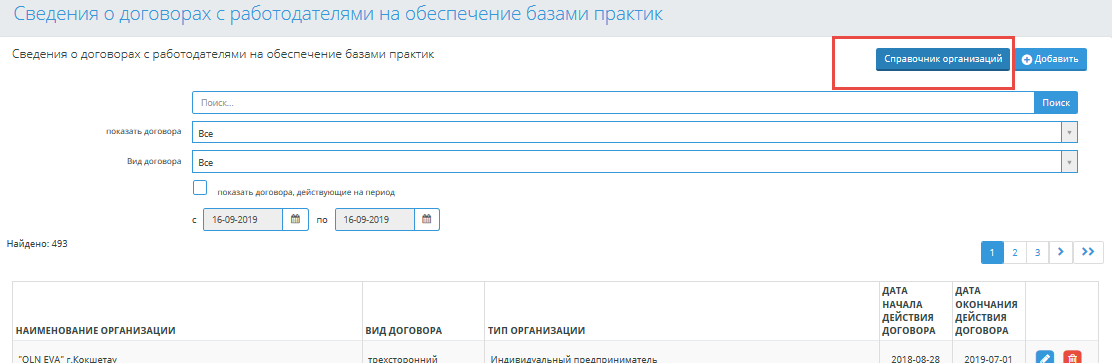 Сведения о договорах с работодателями на обеспечение базами практик
Сведения о договорах с работодателями на обеспечение базами практик
Справочник организаций
Добавить
Поиск...
Поиск
показать договора
Все
Вид договора
Все
показать договора, действующие на период
с 16-09-2019 по 16-09-2019
Найдено: 493
1 2 3
НАИМЕНОВАНИЕ ОРГАНИЗАЦИИ
ВИД ДОГОВОРА
ТИП ОРГАНИЗАЦИИ
ДАТА
НАЧАЛА
ДЕЙСТВИЯ
ДОГОВОРА
ДАТА
ОКОНЧАНИЯ
ДЕЙСТВИЯ
ДОГОВОРА
"OLN EVA" г.Кокшетау трехсторонний Индивидуальный предприниматель 2018-08-28 2019-07-01